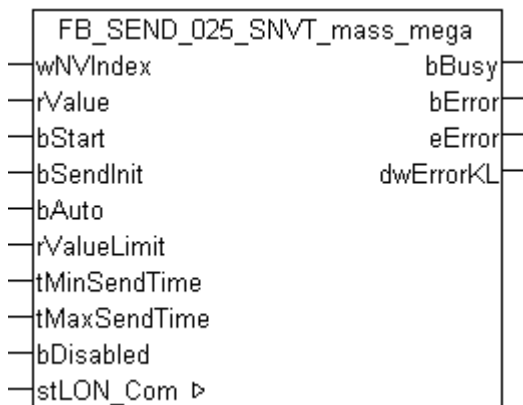 FB_SEND_025_SNVT_mass_mega
wNVIndex bBusy
rValue bError
bStart eError
bSendInit dwErrorKL
bAuto
rValueLimit
tMinSendTime
tMaxSendTime
bDisabled
stLON_Com ▷